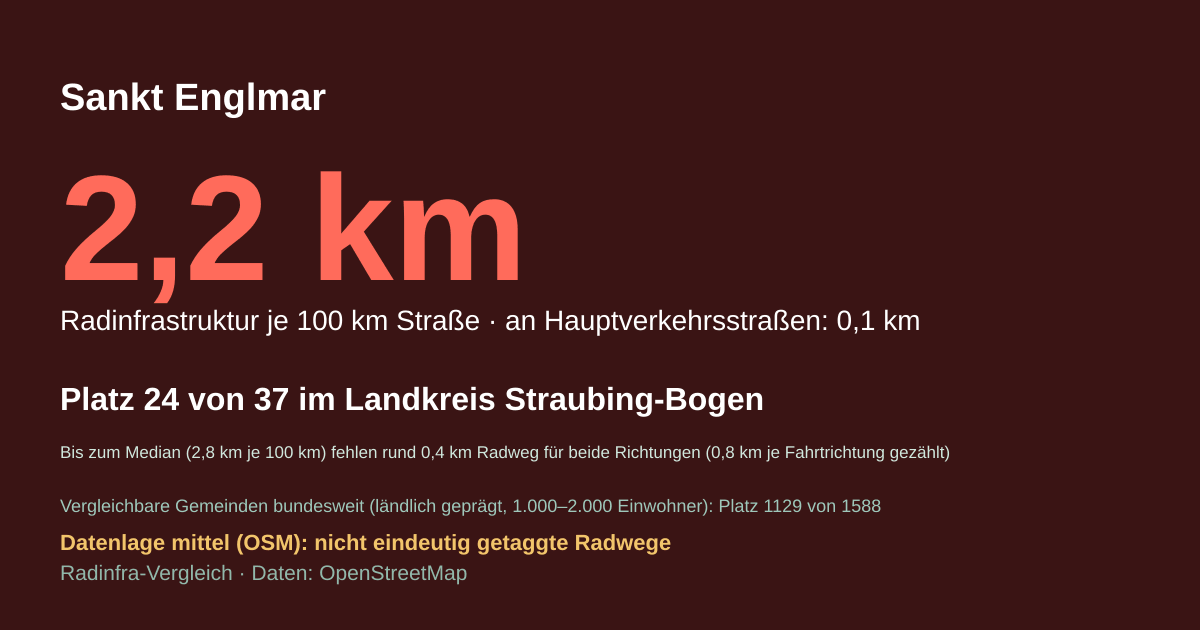 Sankt Englmar
2,2 km
Radinfrastruktur je 100 km Straße · an Hauptverkehrsstraßen: 0,1 km
Platz 24 von 37 im Landkreis Straubing-Bogen
Bis zum Median (2,8 km je 100 km) fehlen rund 0,4 km Radweg für beide Richtungen (0,8 km je Fahrtrichtung gezählt)
Vergleichbare Gemeinden bundesweit (ländlich geprägt, 1.000–2.000 Einwohner): Platz 1129 von 1588
Datenlage mittel (OSM): nicht eindeutig getaggte Radwege
Radinfra-Vergleich · Daten: OpenStreetMap